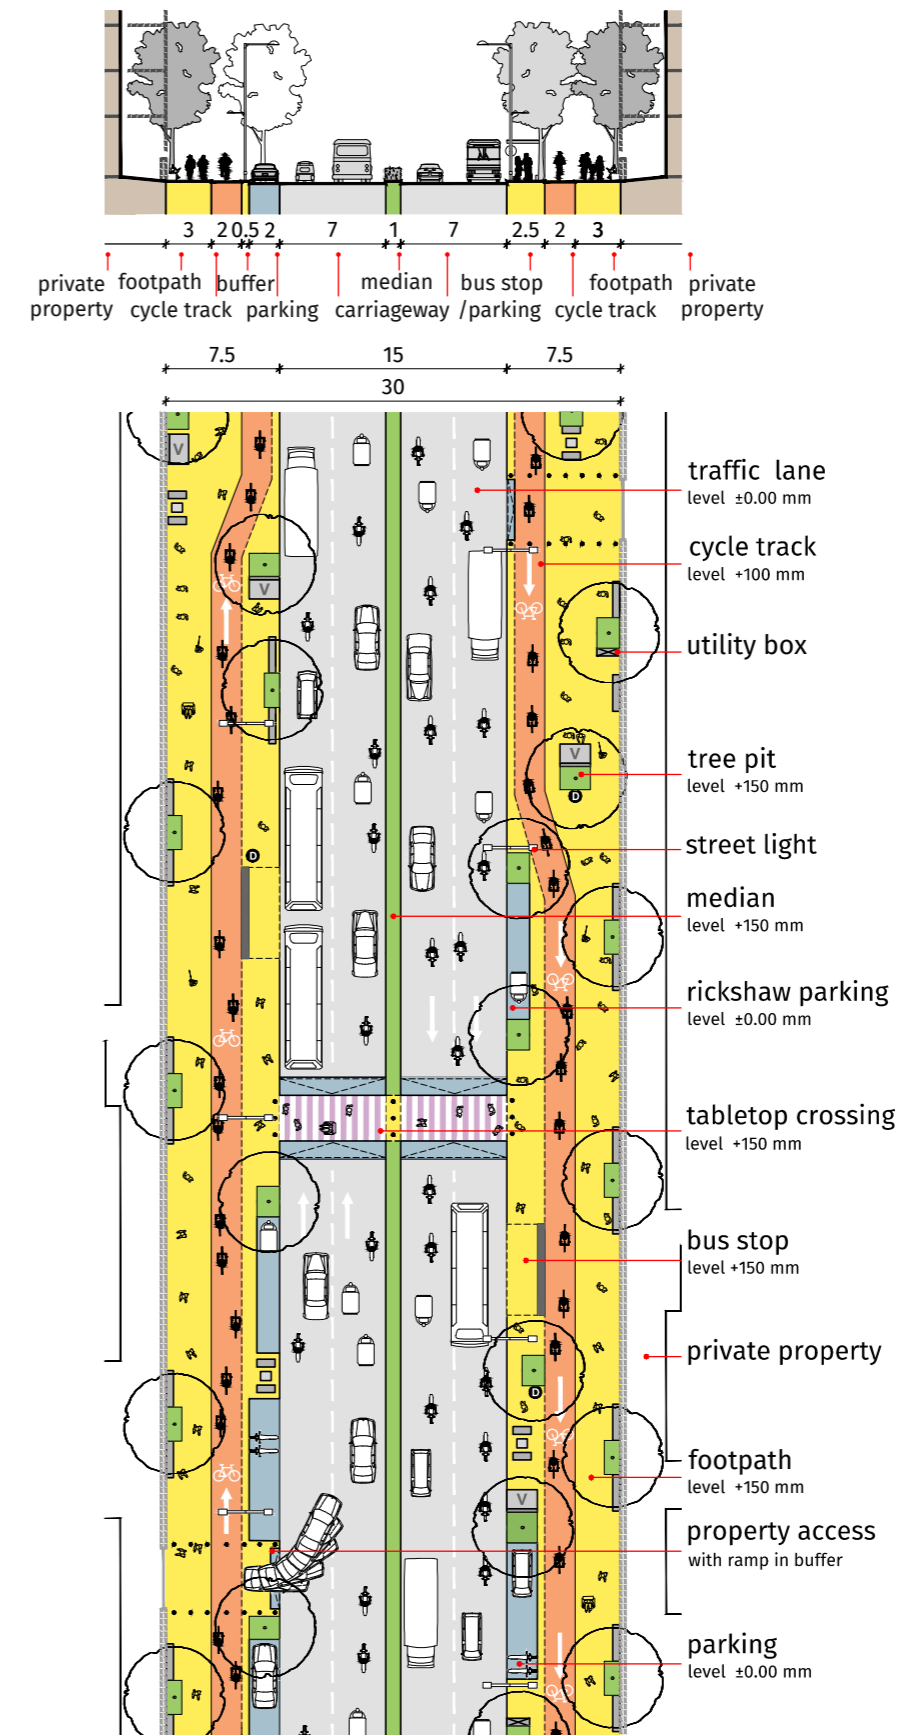 3 2 0.5 2 7 1 7 2.5 2 3
private footpath buffer median bus stop footpath private
property cycle track parking carriageway /parking cycle track property
7.5 15 7.5
30
V
traffic lane
level ±0.00 mm
cycle track
level +100 mm
V
utility box
V
tree pit
level +150 mm
D
street light
D
median
level +150 mm
rickshaw parking
level ±0.00 mm
tabletop crossing
level +150 mm
bus stop
level +150 mm
private property
D
footpath
level +150 mm
V
property access
with ramp in buffer
parking
level ±0.00 mm